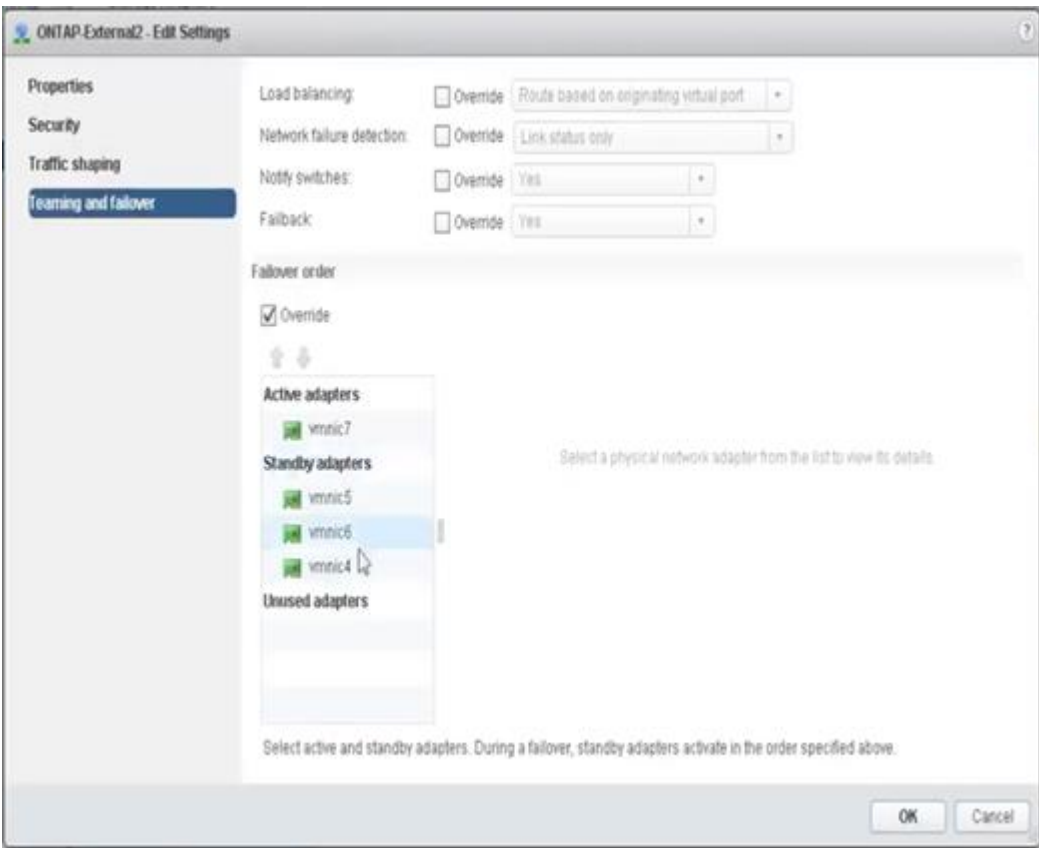 ONTAP-External2 - Edit Settings
?
Properties
Security
Traffic shaping
Teaming and failover
Load balancing: Override Route based on originating virtual port
Network failure detection: Override Link status only
Notify switches: Override Yes
Failback: Override Yes
Failover order
Override
Active adapters
vmnic7
Standby adapters
vmnic5
vmnic6
vmnic4
Unused adapters
Select a physical network adapter from the list to view its details.
Select active and standby adapters. During a failover, standby adapters activate in the order specified above.
OK Cancel